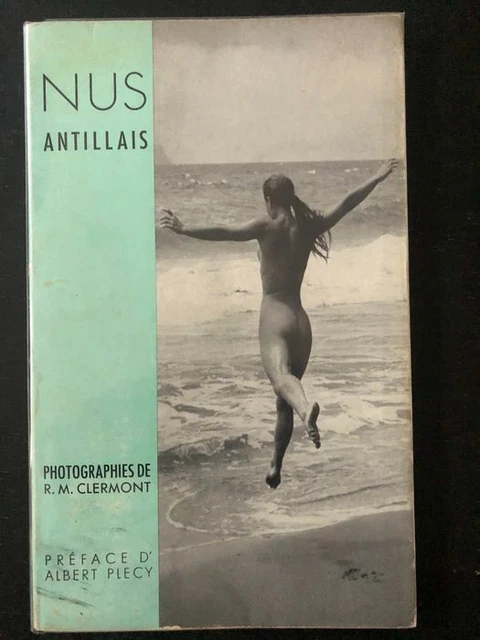 NUS
ANTILLAIS
PHOTOGRAPHIES DE
R. M. CLERMONT
PRÉFACE D'
ALBERT PLECY